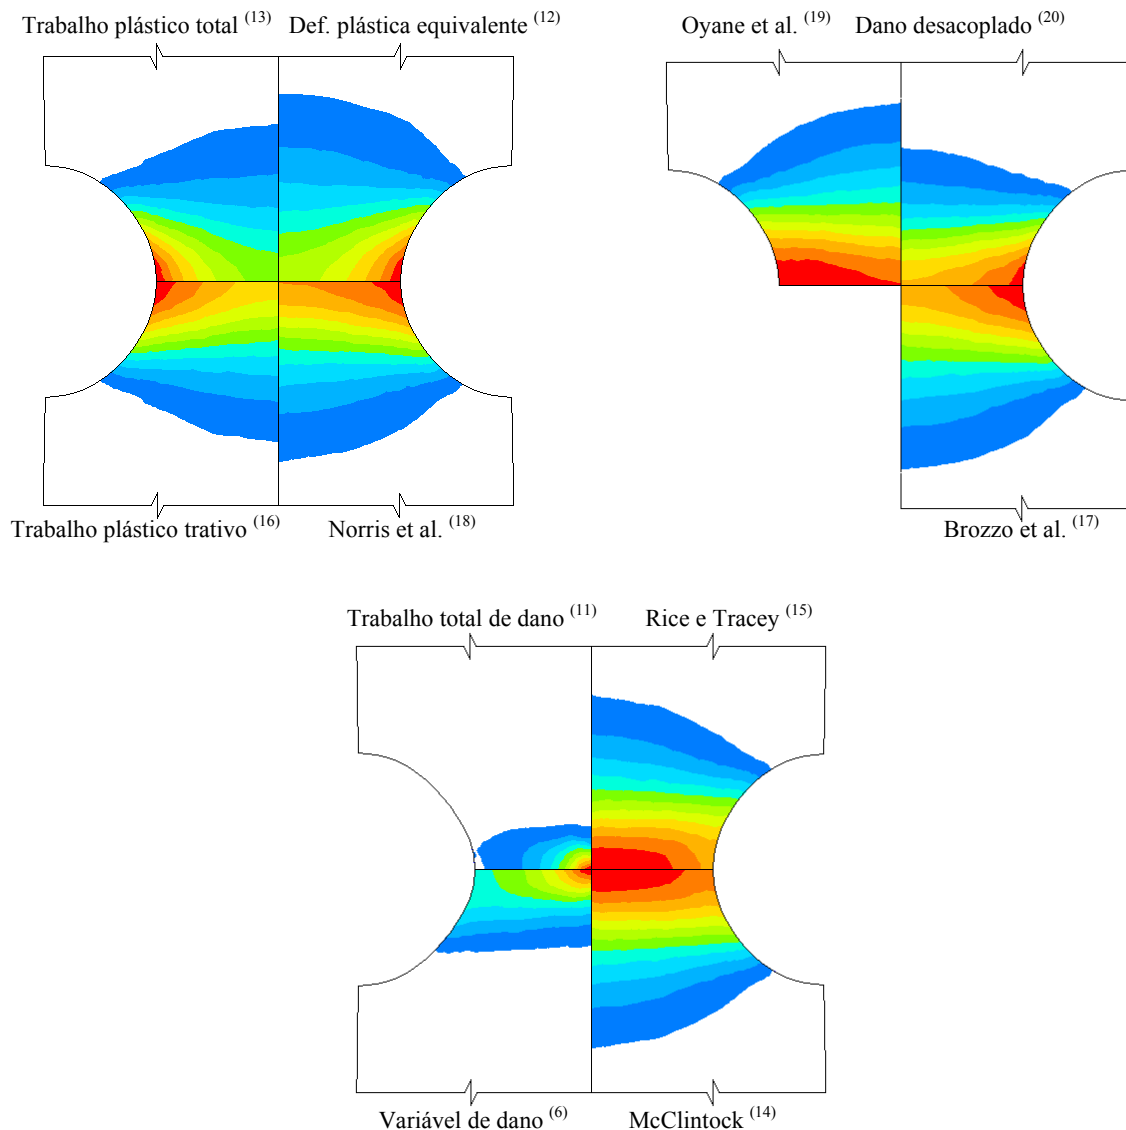 Trabalho plástico total (13) Def. plástica equivalente (12)
Oyane et al. (19) Dano desacoplado (20)
Trabalho plástico trativo (16) Norris et al. (18)
Brozzo et al. (17)
Trabalho total de dano (11) Rice e Tracey (15)
Variável de dano (6) McClintock (14)